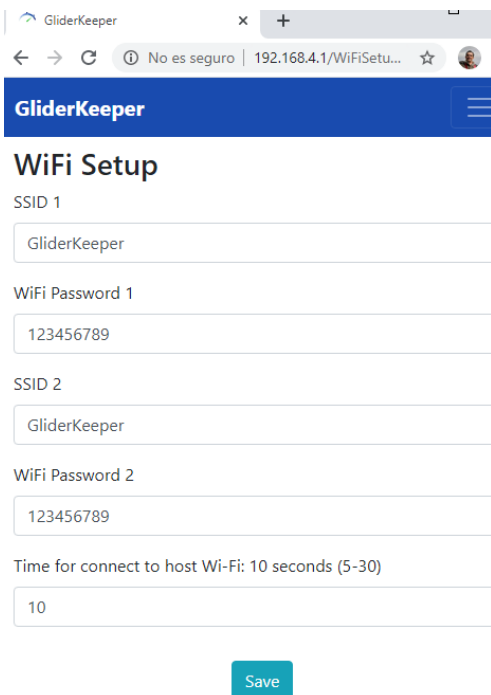 GliderKeeper
No es seguro | 192.168.4.1/WiFiSetu...
GliderKeeper
WiFi Setup
SSID 1
GliderKeeper
WiFi Password 1
123456789
SSID 2
GliderKeeper
WiFi Password 2
123456789
Time for connect to host Wi-Fi: 10 seconds (5-30)
10
Save